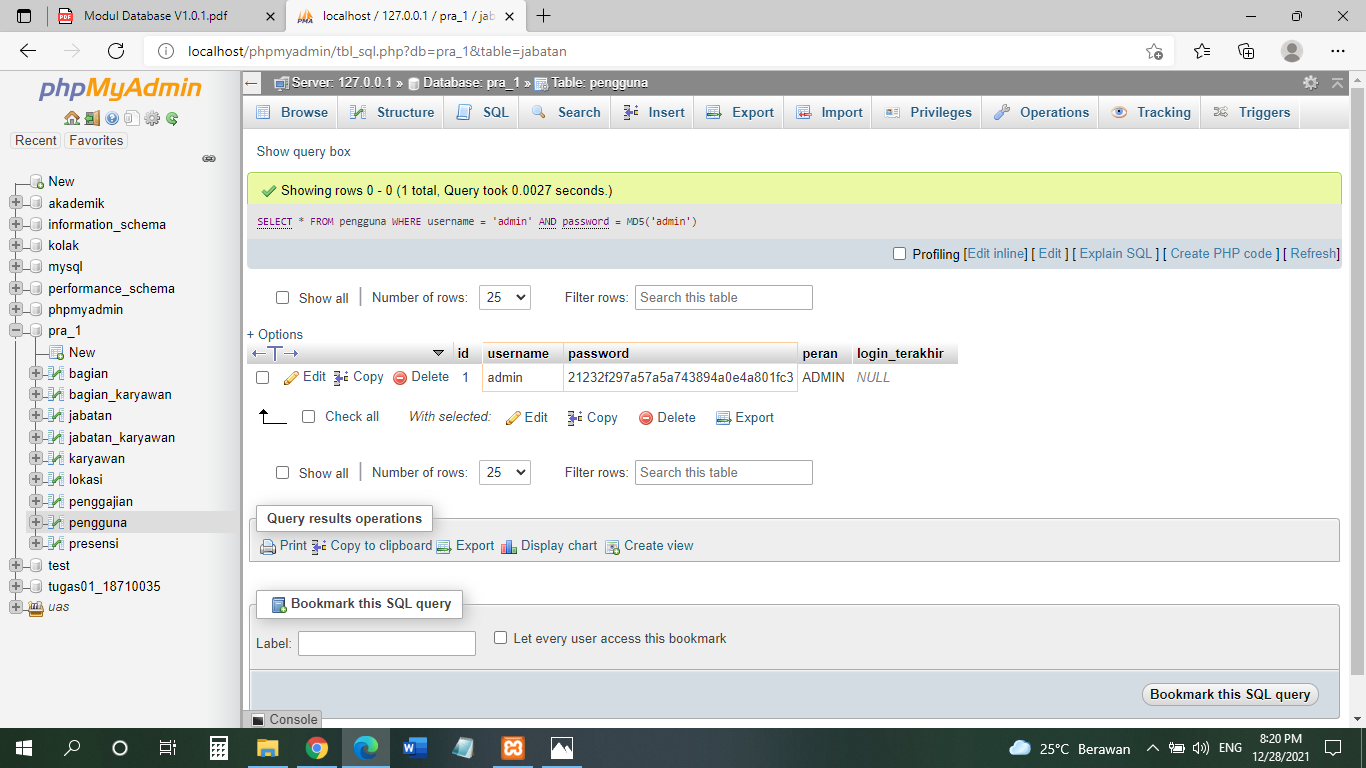 Modul Database V1.0.1.pdf
localhost / 127.0.0.1 / pra_1 / jab
localhost/phpmyadmin/tbl_sql.php?db=pra_1&table=jabatan
phpMyAdmin
Recent Favorites
New
akademik
information_schema
kolak
mysql
performance_schema
phpmyadmin
pra_1
New
bagian
bagian_karyawan
jabatan
jabatan_karyawan
karyawan
lokasi
penggajian
pengguna
presensi
test
tugas01_18710035
uas
Server: 127.0.0.1 » Database: pra_1 » Table: pengguna
Browse Structure SQL Search Insert Export Import Privileges Operations Tracking Triggers
Show query box
Showing rows 0 - 0 (1 total, Query took 0.0027 seconds.)
SELECT * FROM pengguna WHERE username = 'admin' AND password = MD5('admin')
Profiling [Edit inline] [ Edit ] [ Explain SQL ] [ Create PHP code ] [ Refresh]
Show all Number of rows: 25 Filter rows: Search this table
+ Options
←T→ id username password peran login_terakhir
Edit Copy Delete 1 admin 21232f297a57a5a743894a0e4a801fc3 ADMIN NULL
Check all With selected: Edit Copy Delete Export
Show all Number of rows: 25 Filter rows: Search this table
Query results operations
Print Copy to clipboard Export Display chart Create view
Bookmark this SQL query
Label: Let every user access this bookmark
Bookmark this SQL query
Console
25°C Berawan ENG 8:20 PM
12/28/2021